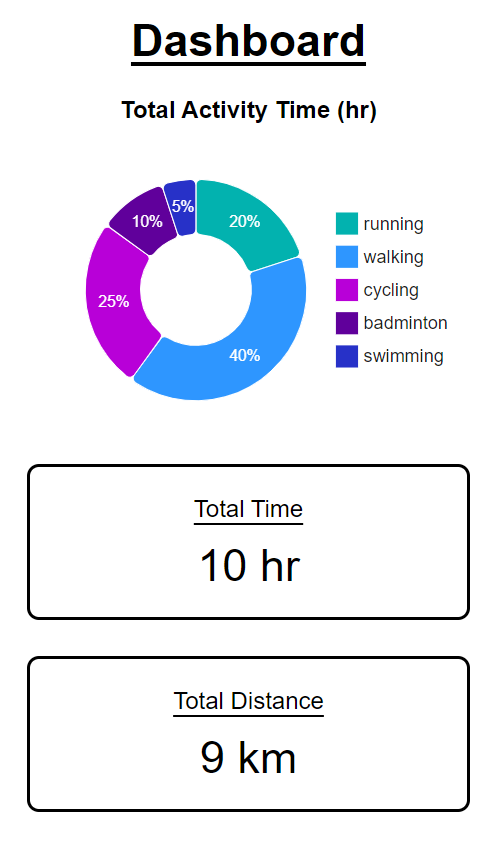 Dashboard
Total Activity Time (hr)
5%
20%
10%
25%
40%
running
walking
cycling
badminton
swimming
Total Time
10 hr
Total Distance
9 km